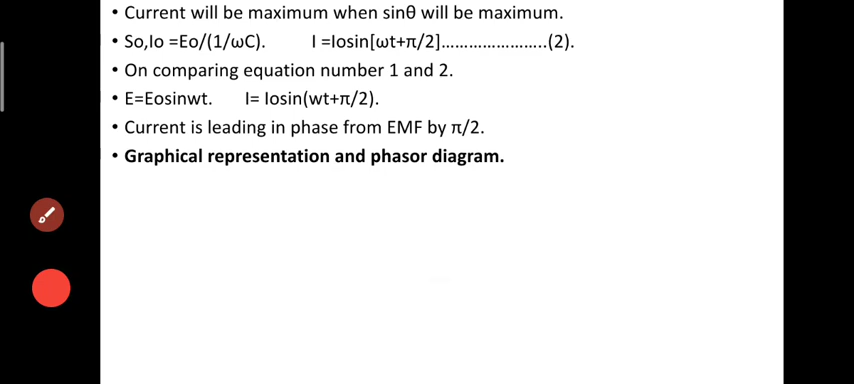 • Current will be maximum when sinθ will be maximum.
• So,Io =Eo/(1/ωC). I =Iosin[ωt+π/2]……………………..(2).
• On comparing equation number 1 and 2.
• E=Eosinwt. I= Iosin(wt+π/2).
• Current is leading in phase from EMF by π/2.
• Graphical representation and phasor diagram.